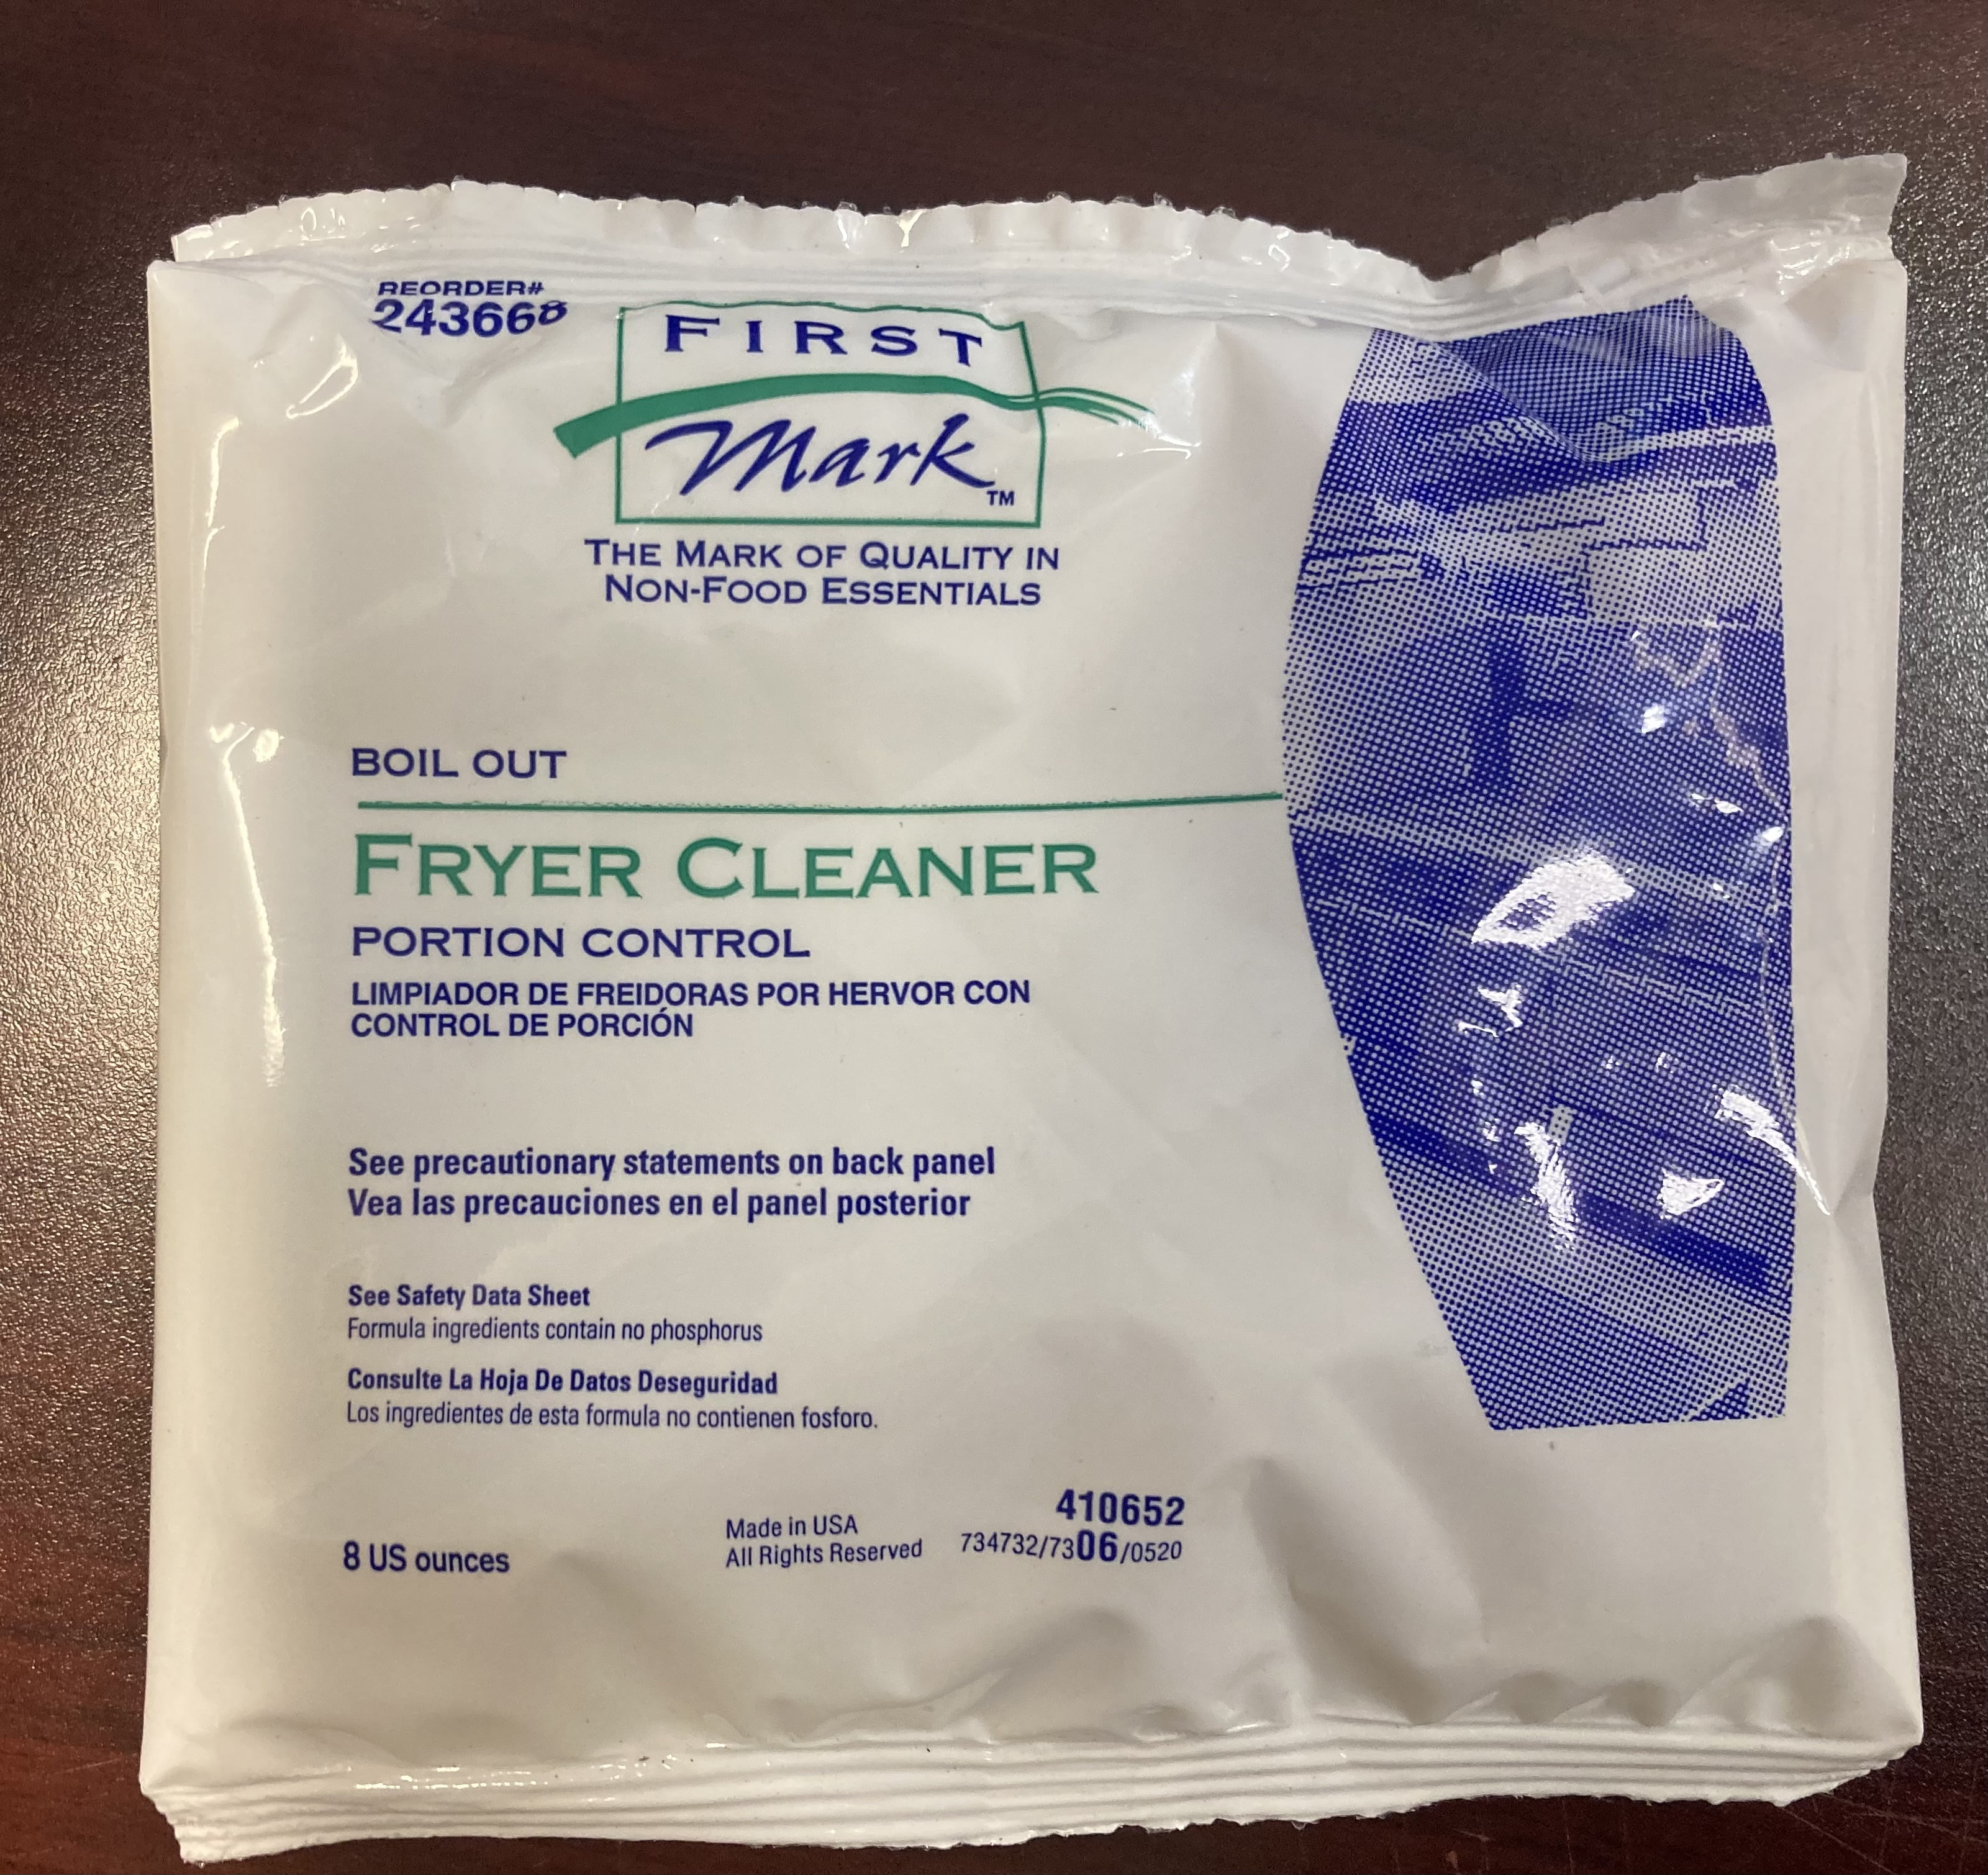 REORDER#
243668
FIRST
Mark™
THE MARK OF QUALITY IN
NON-FOOD ESSENTIALS
BOIL OUT
FRYER CLEANER
PORTION CONTROL
LIMPIADOR DE FREIDORAS POR HERVOR CON
CONTROL DE PORCIÓN
See precautionary statements on back panel
Vea las precauciones en el panel posterior
See Safety Data Sheet
Formula ingredients contain no phosphorus
Consulte La Hoja De Datos Deseguridad
Los ingredientes de esta formula no contienen fosforo.
8 US ounces
Made in USA
All Rights Reserved
410652
734732/7306/0520